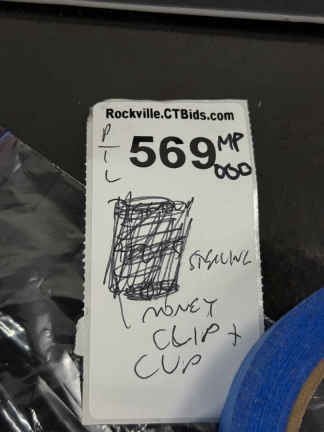 Rockville.CTBids.com
P
I
L
569 MP
000
STERLING
MONEY
CLIP +
CUP